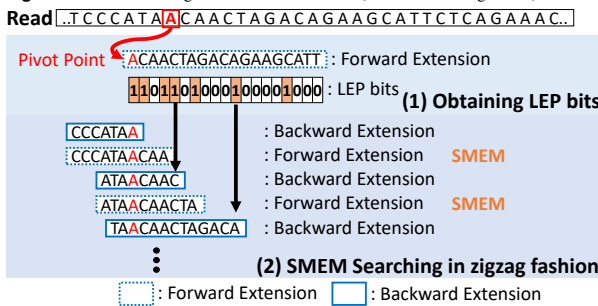 Read ..T C C C A T A A C A A C T A G A C A G A A G C A T T C T C A G A A A C..
Pivot Point ACAACTAGACAGAAGCATT : Forward Extension
1101101000100001000 : LEP bits
(1) Obtaining LEP bits
CCCATAA : Backward Extension
CCCATAACAA : Forward Extension SMEM
ATAACAAC : Backward Extension
ATAACAACTA : Forward Extension SMEM
TAACAACTAGACA : Backward Extension
(2) SMEM Searching in zigzag fashion
: Forward Extension : Backward Extension